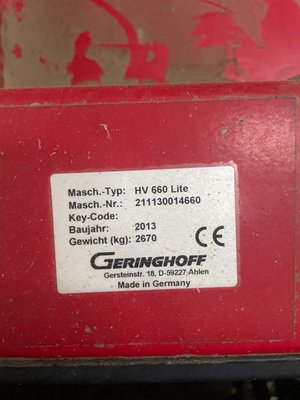 Masch.-Typ: HV 660 Lite
Masch.-Nr.: 211130014660
Key-Code:
Baujahr: 2013
Gewicht (kg): 2670
CE
GERINGHOFF
Gersteinstr. 18, D-59227 Ahlen
Made in Germany